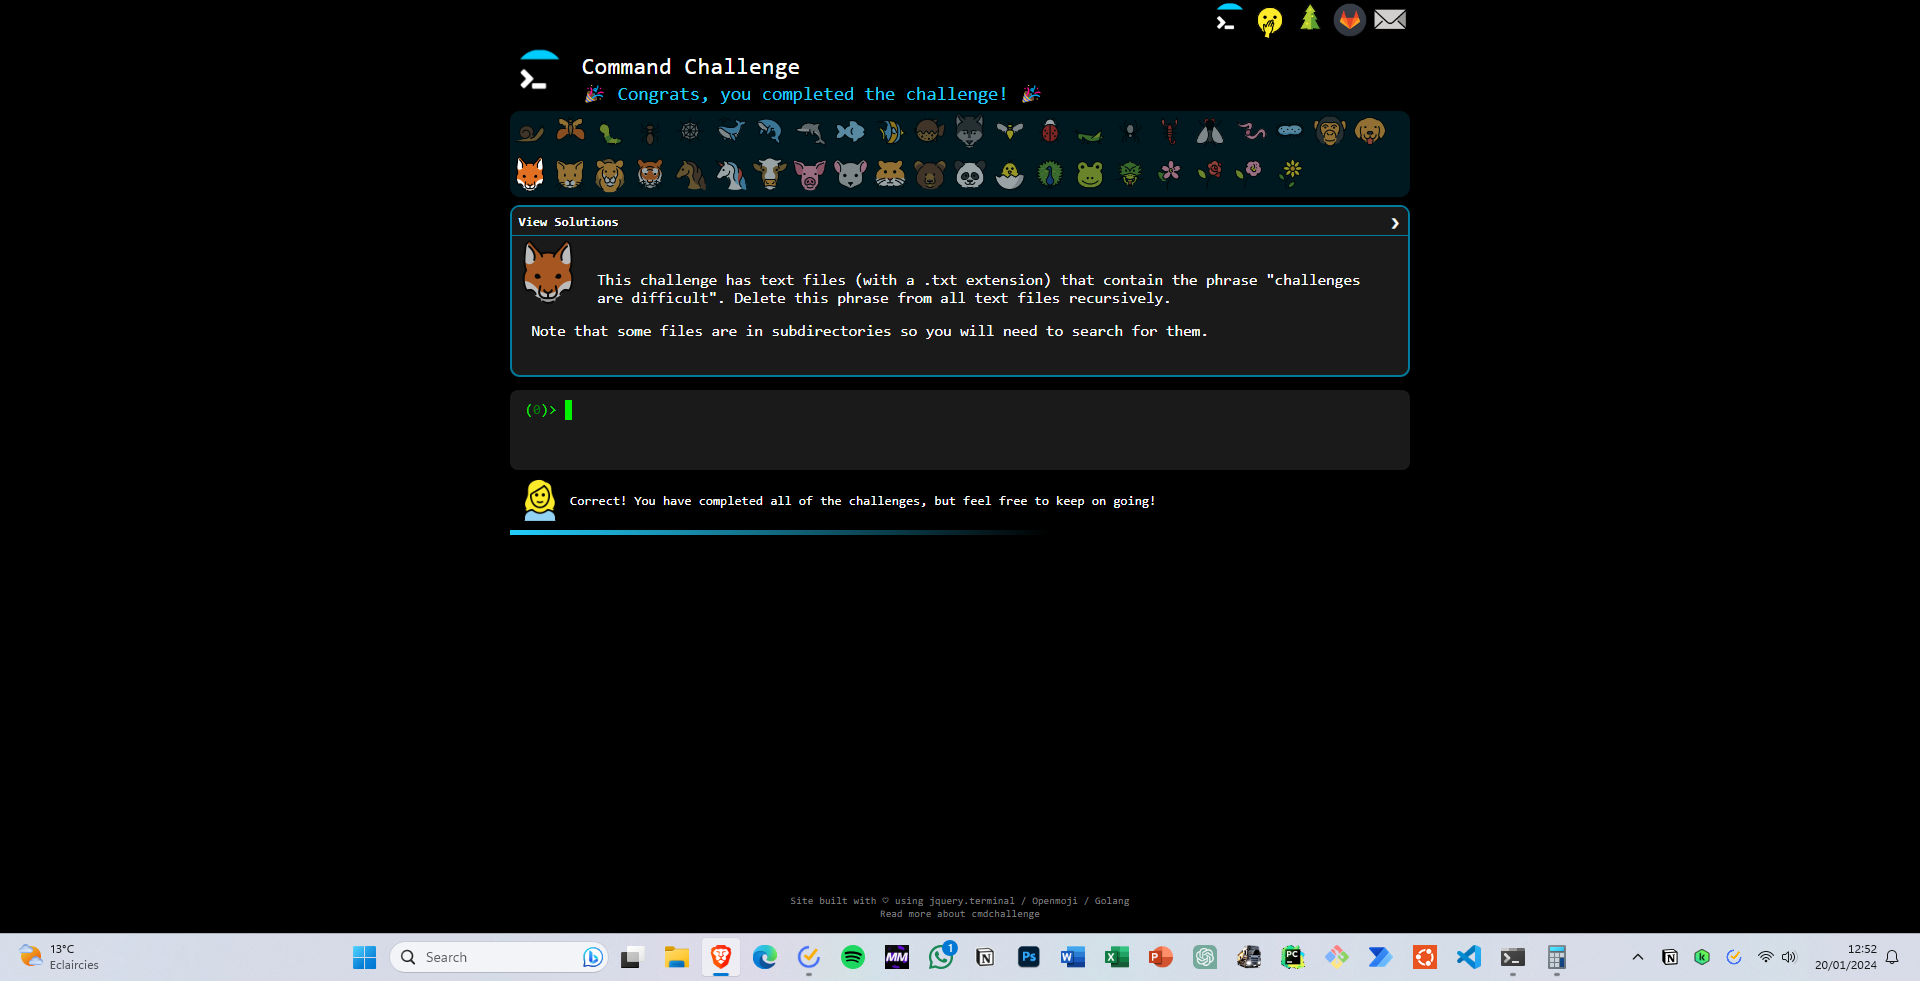 Command Challenge
🎉 Congrats, you completed the challenge! 🎉
View Solutions
This challenge has text files (with a .txt extension) that contain the phrase "challenges
are difficult". Delete this phrase from all text files recursively.
Note that some files are in subdirectories so you will need to search for them.
(0)>
Correct! You have completed all of the challenges, but feel free to keep on going!
Site built with ♡ using jquery.terminal / Openmoji / Golang
Read more about cmdchallenge
13°C
Eclaircies
Search
MM
1
Ps
W
X
P
PC
N
k
12:52
20/01/2024